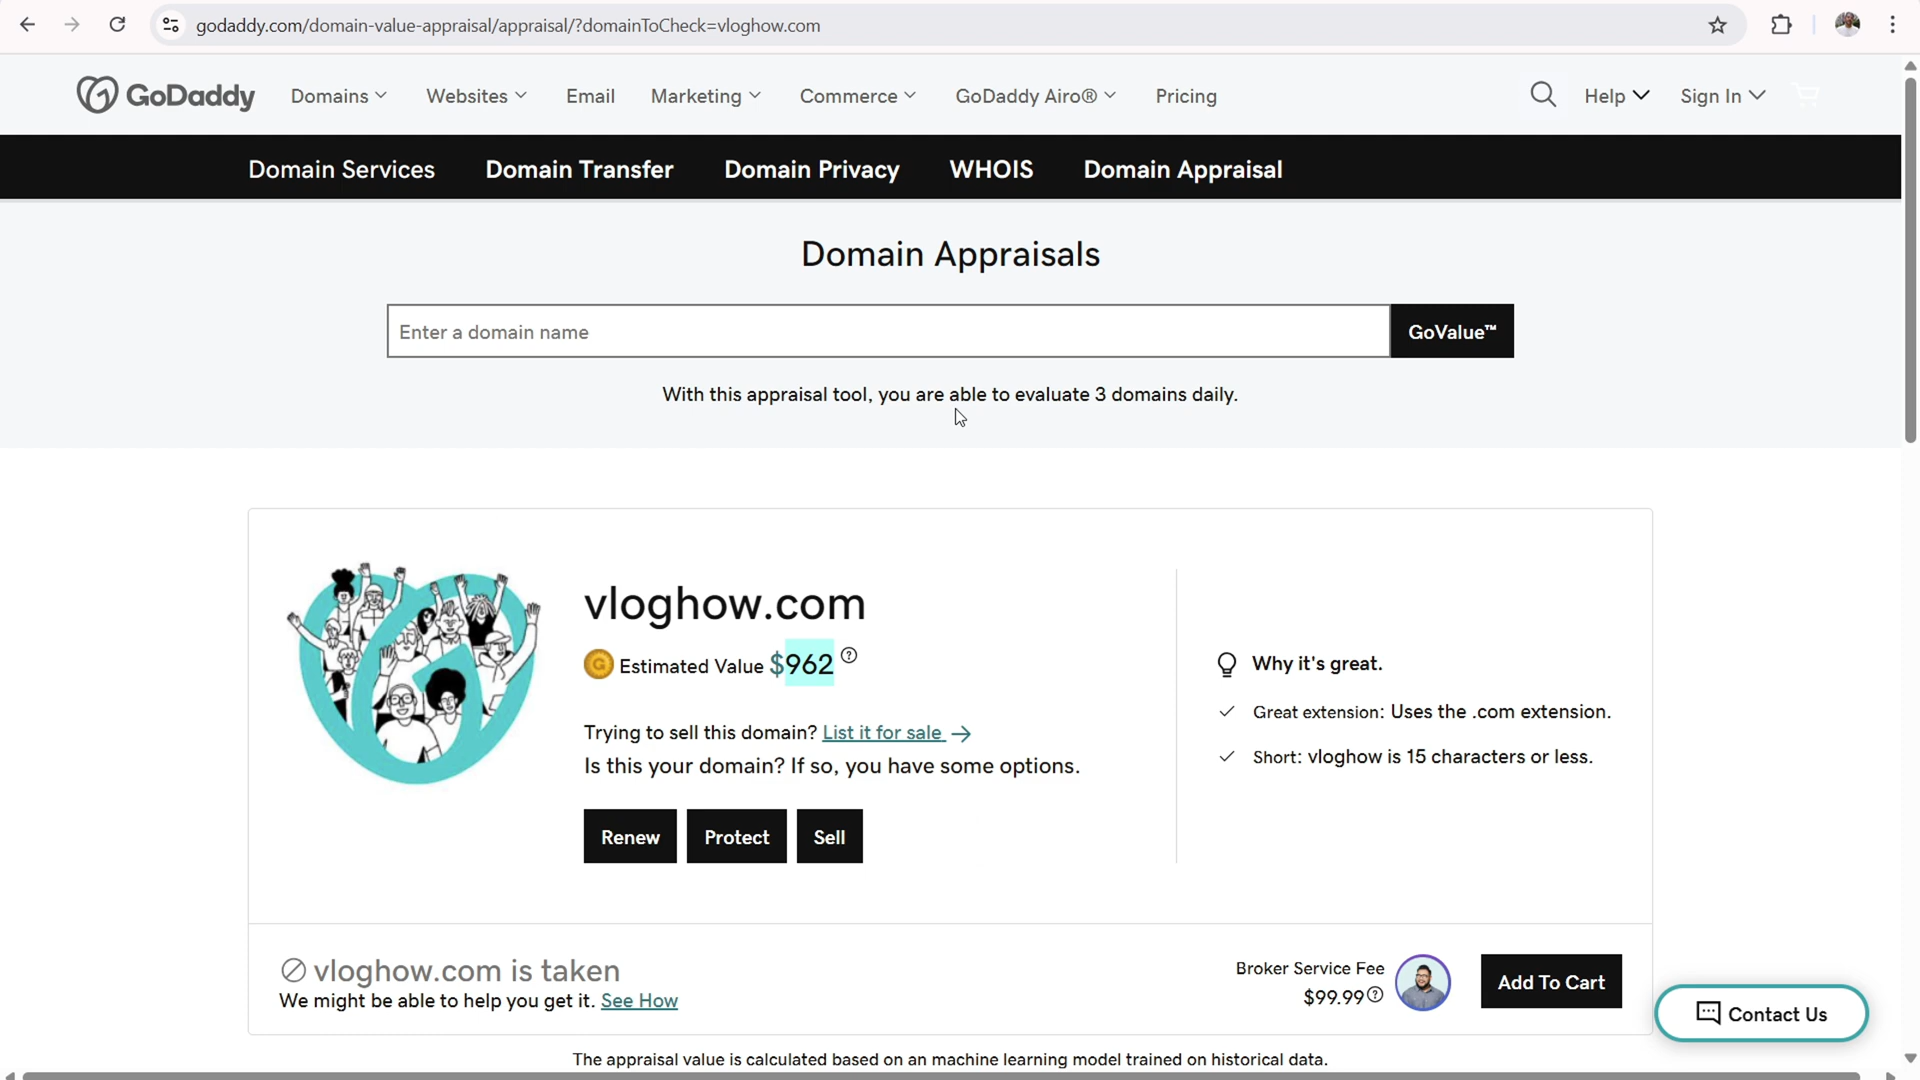 godaddy.com/domain-value-appraisal/appraisal/?domainToCheck=vloghow.com
GoDaddy Domains Websites Email Marketing Commerce GoDaddy Airo® Pricing Help Sign In
Domain Services Domain Transfer Domain Privacy WHOIS Domain Appraisal
Domain Appraisals
Enter a domain name GoValue™
With this appraisal tool, you are able to evaluate 3 domains daily.
vloghow.com
G Estimated Value $962 ?
Trying to sell this domain? List it for sale →
Is this your domain? If so, you have some options.
Renew Protect Sell
Why it's great.
Great extension: Uses the .com extension.
Short: vloghow is 15 characters or less.
vloghow.com is taken
We might be able to help you get it. See How
Broker Service Fee
$99.99 ?
Add To Cart
Contact Us
The appraisal value is calculated based on an machine learning model trained on historical data.